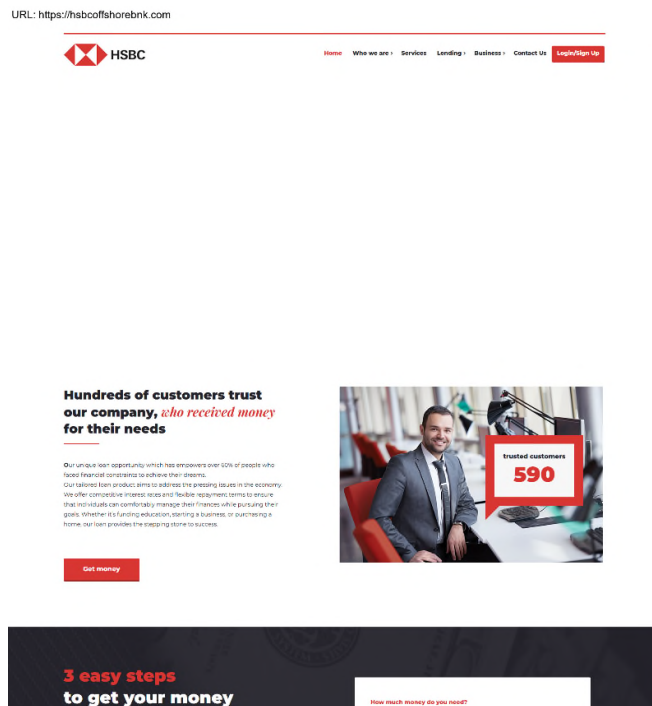 URL: https://hsbcoffshorebnk.com
HSBC
Home Who we are › Services Lending › Business › Contact Us Login/Sign Up
Hundreds of customers trust
our company, who received money
for their needs
Our unique loan opportunity which has empowers over 90% of people who
faced financial constraints to achieve their dreams.
Our tailored loan product aims to address the pressing issues in the economy.
We offer competitive interest rates and flexible repayment terms to ensure
that individuals can comfortably manage their finances while pursuing their
goals. Whether it's funding education, starting a business, or purchasing a
home, our loan provides the stepping stone to success.
trusted customers
590
Get money
3 easy steps
to get your money
How much money do you need?